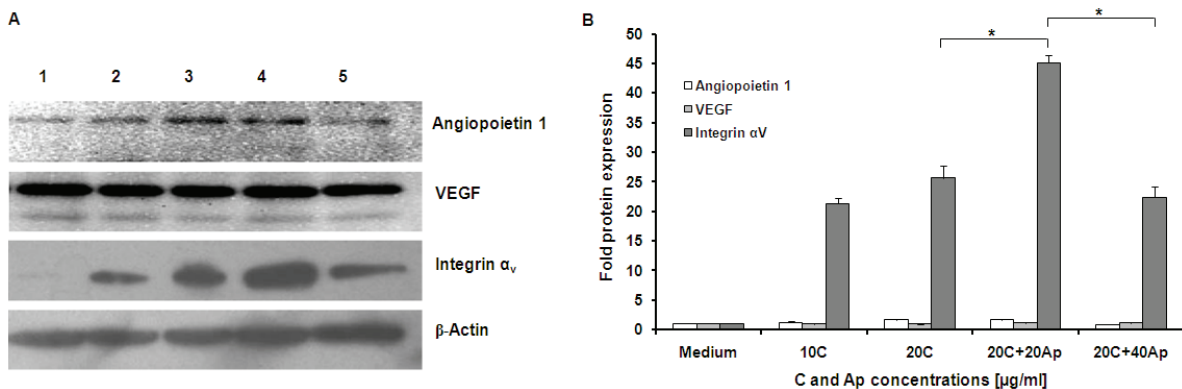 A
1 2 3 4 5
Angiopoietin 1
VEGF
Integrin αv
β-Actin
B
*
*
50
45
40
35
30
25
20
15
10
5
0
Fold protein expression
Angiopoietin 1
VEGF
Integrin αV
Medium 10C 20C 20C+20Ap 20C+40Ap
C and Ap concentrations [µg/ml]